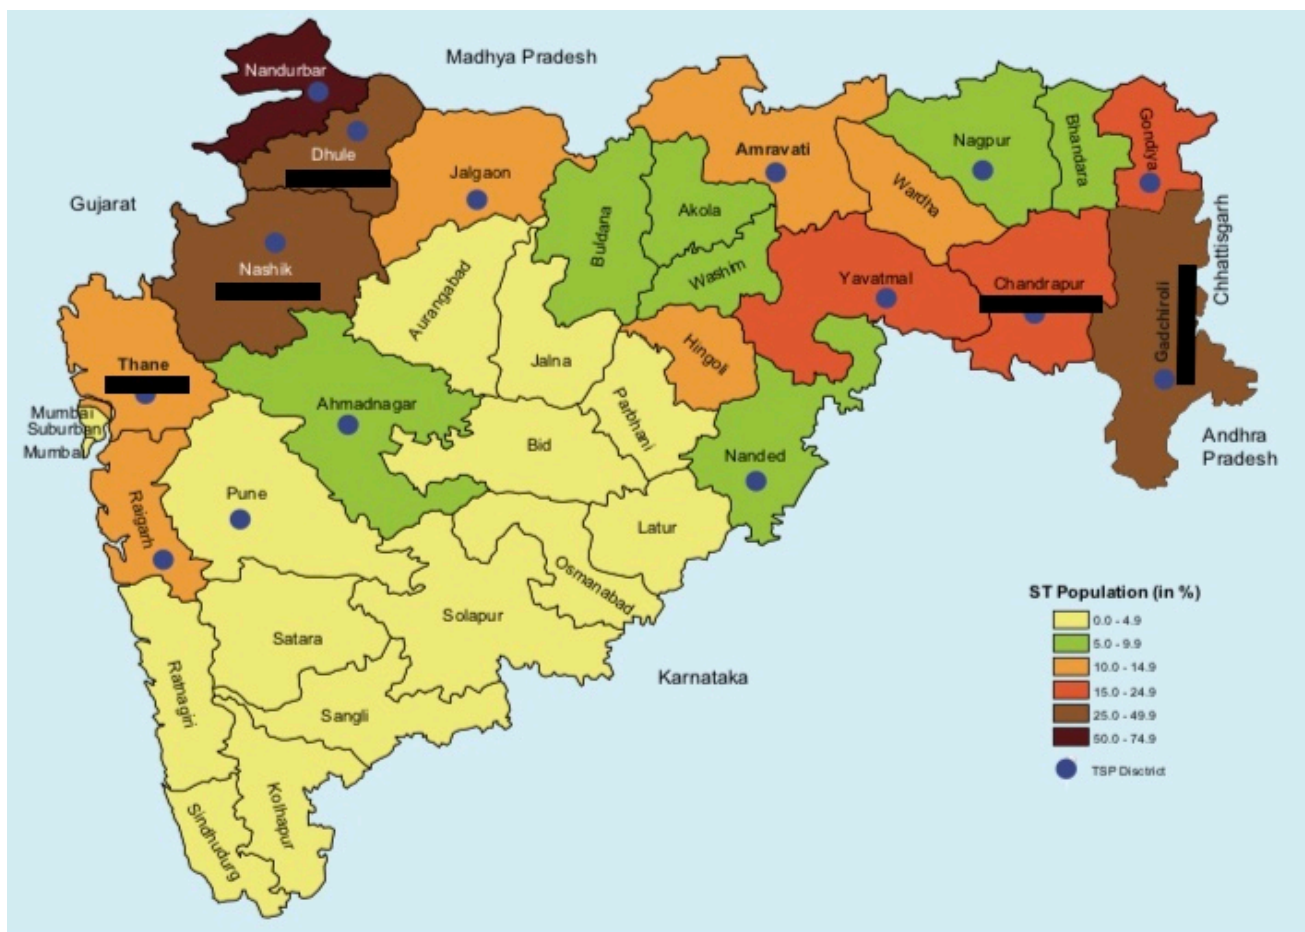 Madhya Pradesh
Nandurbar
Dhule
Jalgaon
Gujarat
Nashik
Amravati
Wardha
Nagpur
Bhandara
Gondiya
Chhattisgarh
Buldana
Akola
Washim
Yavatmal
Chandrapur
Gadchiroli
Aurangabad
Jalna
Hingoli
Parbhani
Thane
Mumbai
Suburban
Mumbai
Ahmadnagar
Bid
Nanded
Andhra
Pradesh
Raigarh
Pune
Latur
Osmanabad
Solapur
Satara
Ratnagiri
Sangli
Karnataka
Kolhapur
Sindhudurg
ST Population (in %)
0.0 - 4.9
5.0 - 9.9
10.0 - 14.9
15.0 - 24.9
25.0 - 49.9
50.0 - 74.9
TSP Disctrict